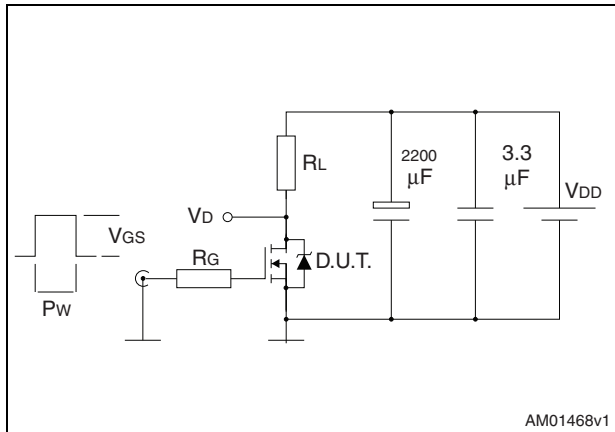 2200
µF
3.3
µF
RL
VDD
VD
VGS
RG
D.U.T.
PW
AM01468v1